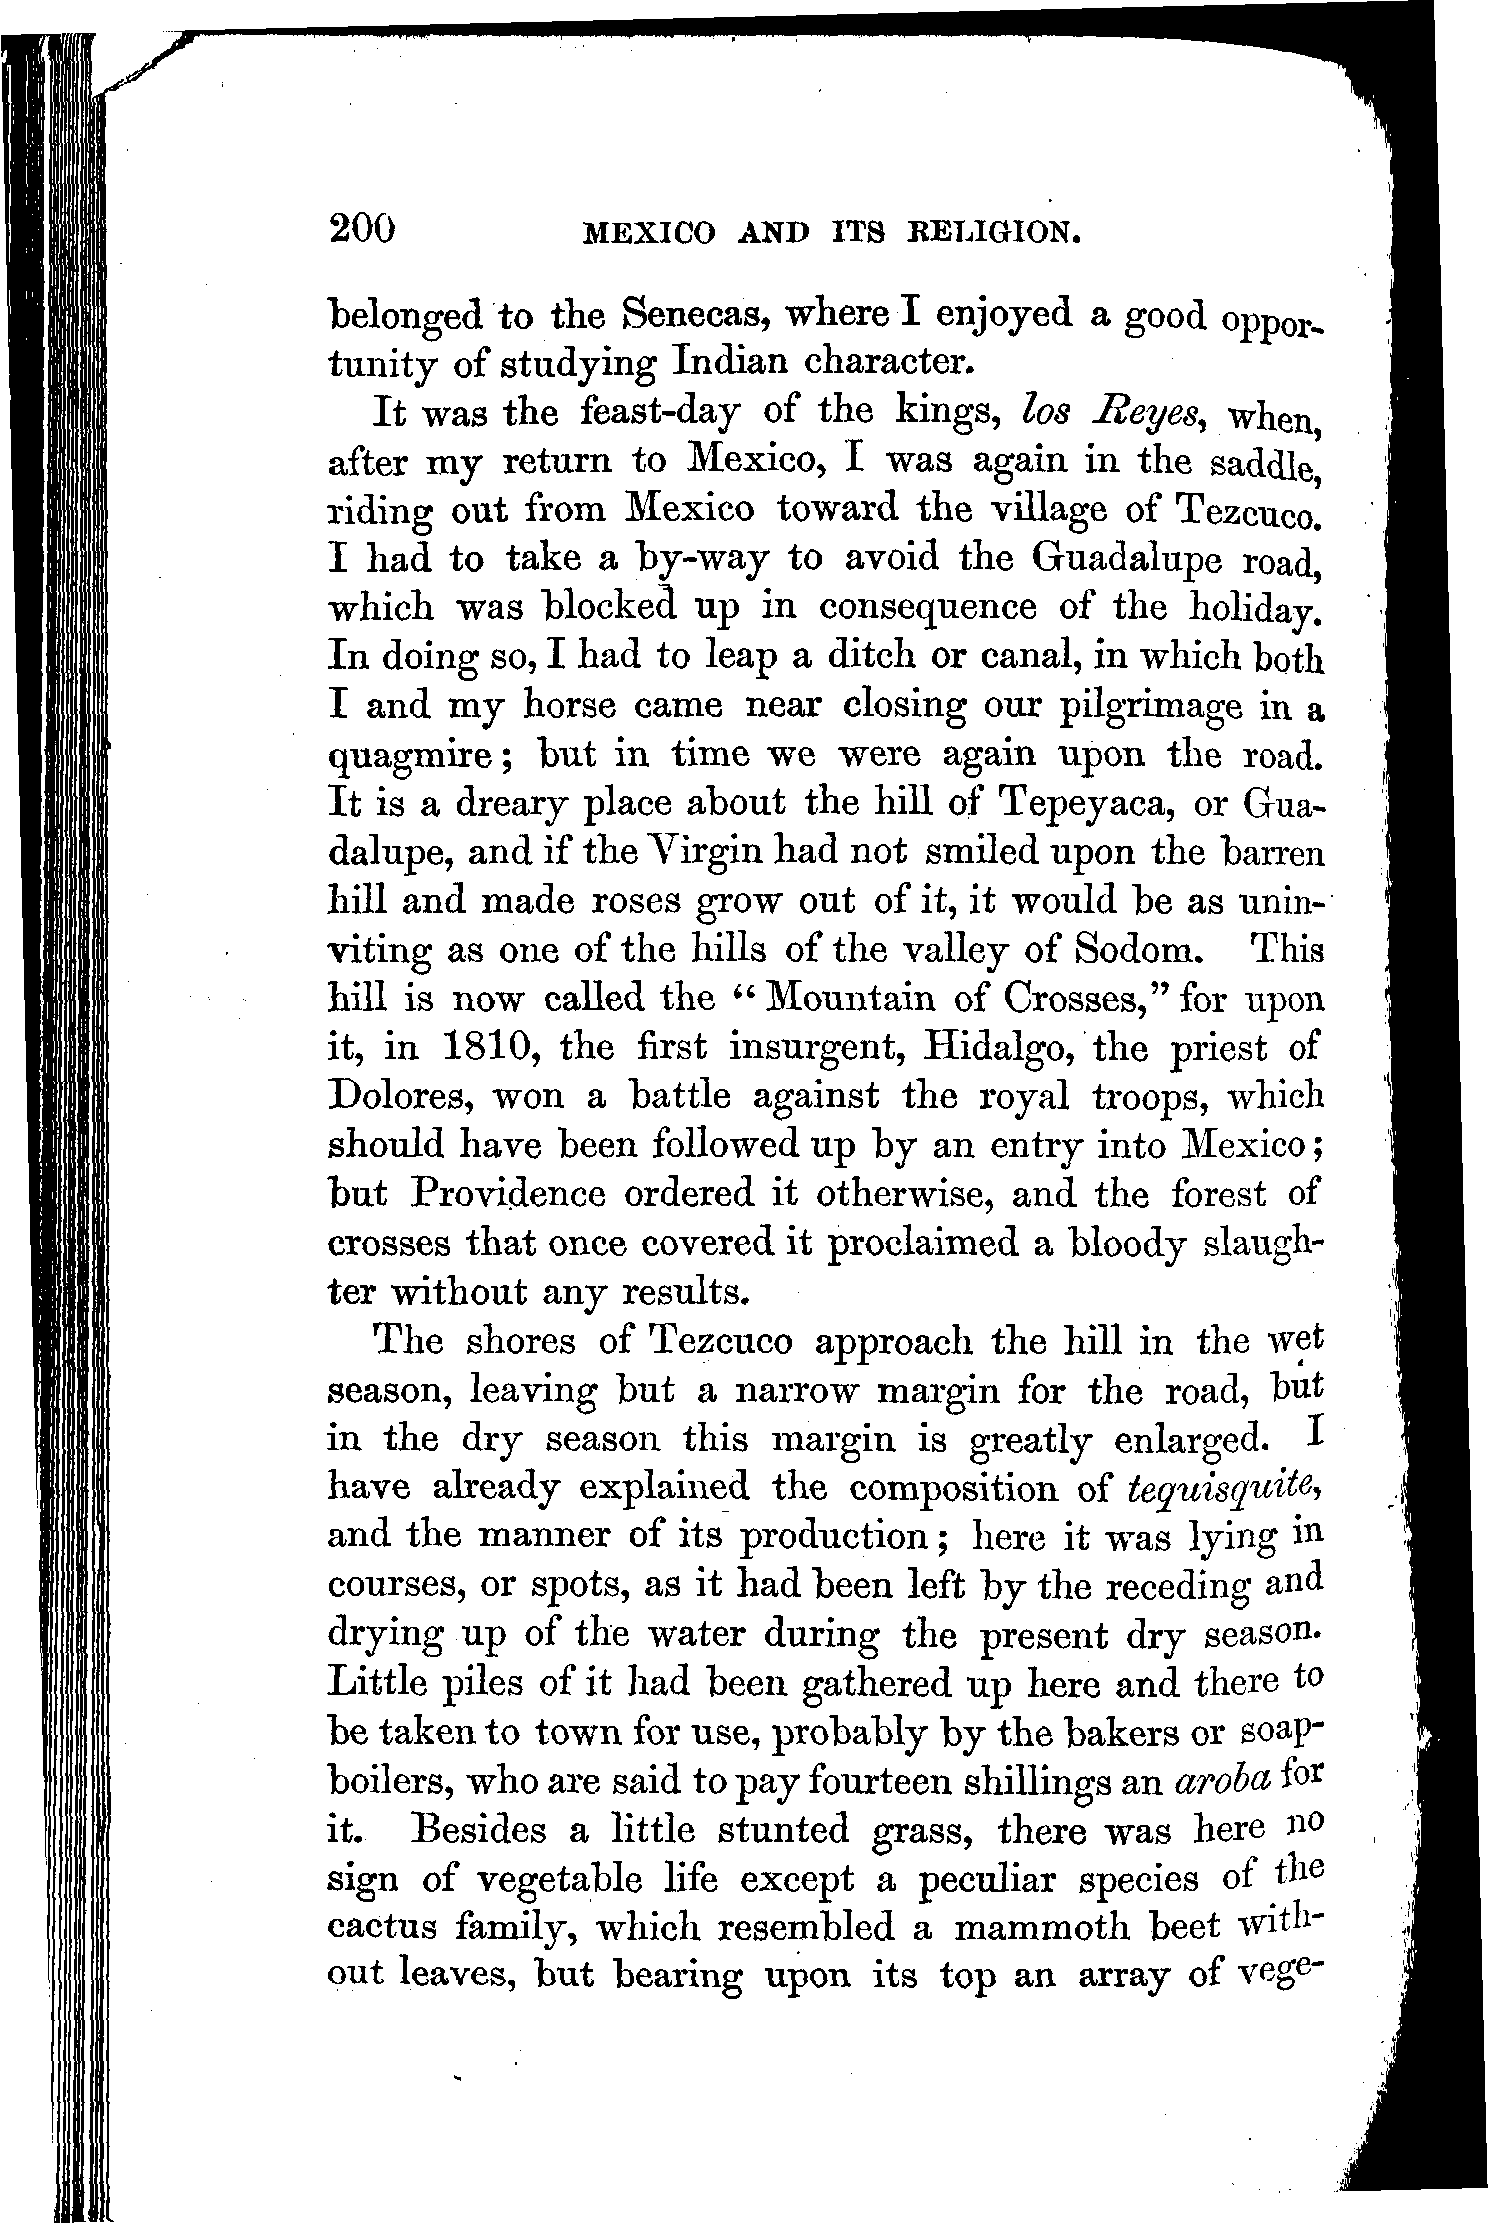 200 MEXICO AND ITS RELIGION.
belonged to the Senecas, where I enjoyed a good oppor-
tunity of studying Indian character.
It was the feast-day of the kings, los Reyes, when,
after my return to Mexico, I was again in the saddle,
riding out from Mexico toward the village of Tezcuco.
I had to take a by-way to avoid the Guadalupe road,
which was blocked up in consequence of the holiday.
In doing so, I had to leap a ditch or canal, in which both
I and my horse came near closing our pilgrimage in a
quagmire; but in time we were again upon the road.
It is a dreary place about the hill of Tepeyaca, or Gua-
dalupe, and if the Virgin had not smiled upon the barren
hill and made roses grow out of it, it would be as unin-
viting as one of the hills of the valley of Sodom. This
hill is now called the "Mountain of Crosses," for upon
it, in 1810, the first insurgent, Hidalgo, the priest of
Dolores, won a battle against the royal troops, which
should have been followed up by an entry into Mexico;
but Providence ordered it otherwise, and the forest of
crosses that once covered it proclaimed a bloody slaugh-
ter without any results.
The shores of Tezcuco approach the hill in the wet
season, leaving but a narrow margin for the road, but
in the dry season this margin is greatly enlarged. I
have already explained the composition of tequisquite,
and the manner of its production; here it was lying in
courses, or spots, as it had been left by the receding and
drying up of the water during the present dry season.
Little piles of it had been gathered up here and there to
be taken to town for use, probably by the bakers or soap-
boilers, who are said to pay fourteen shillings an aroba for
it. Besides a little stunted grass, there was here no
sign of vegetable life except a peculiar species of the
cactus family, which resembled a mammoth beet with-
out leaves, but bearing upon its top an array of vege-